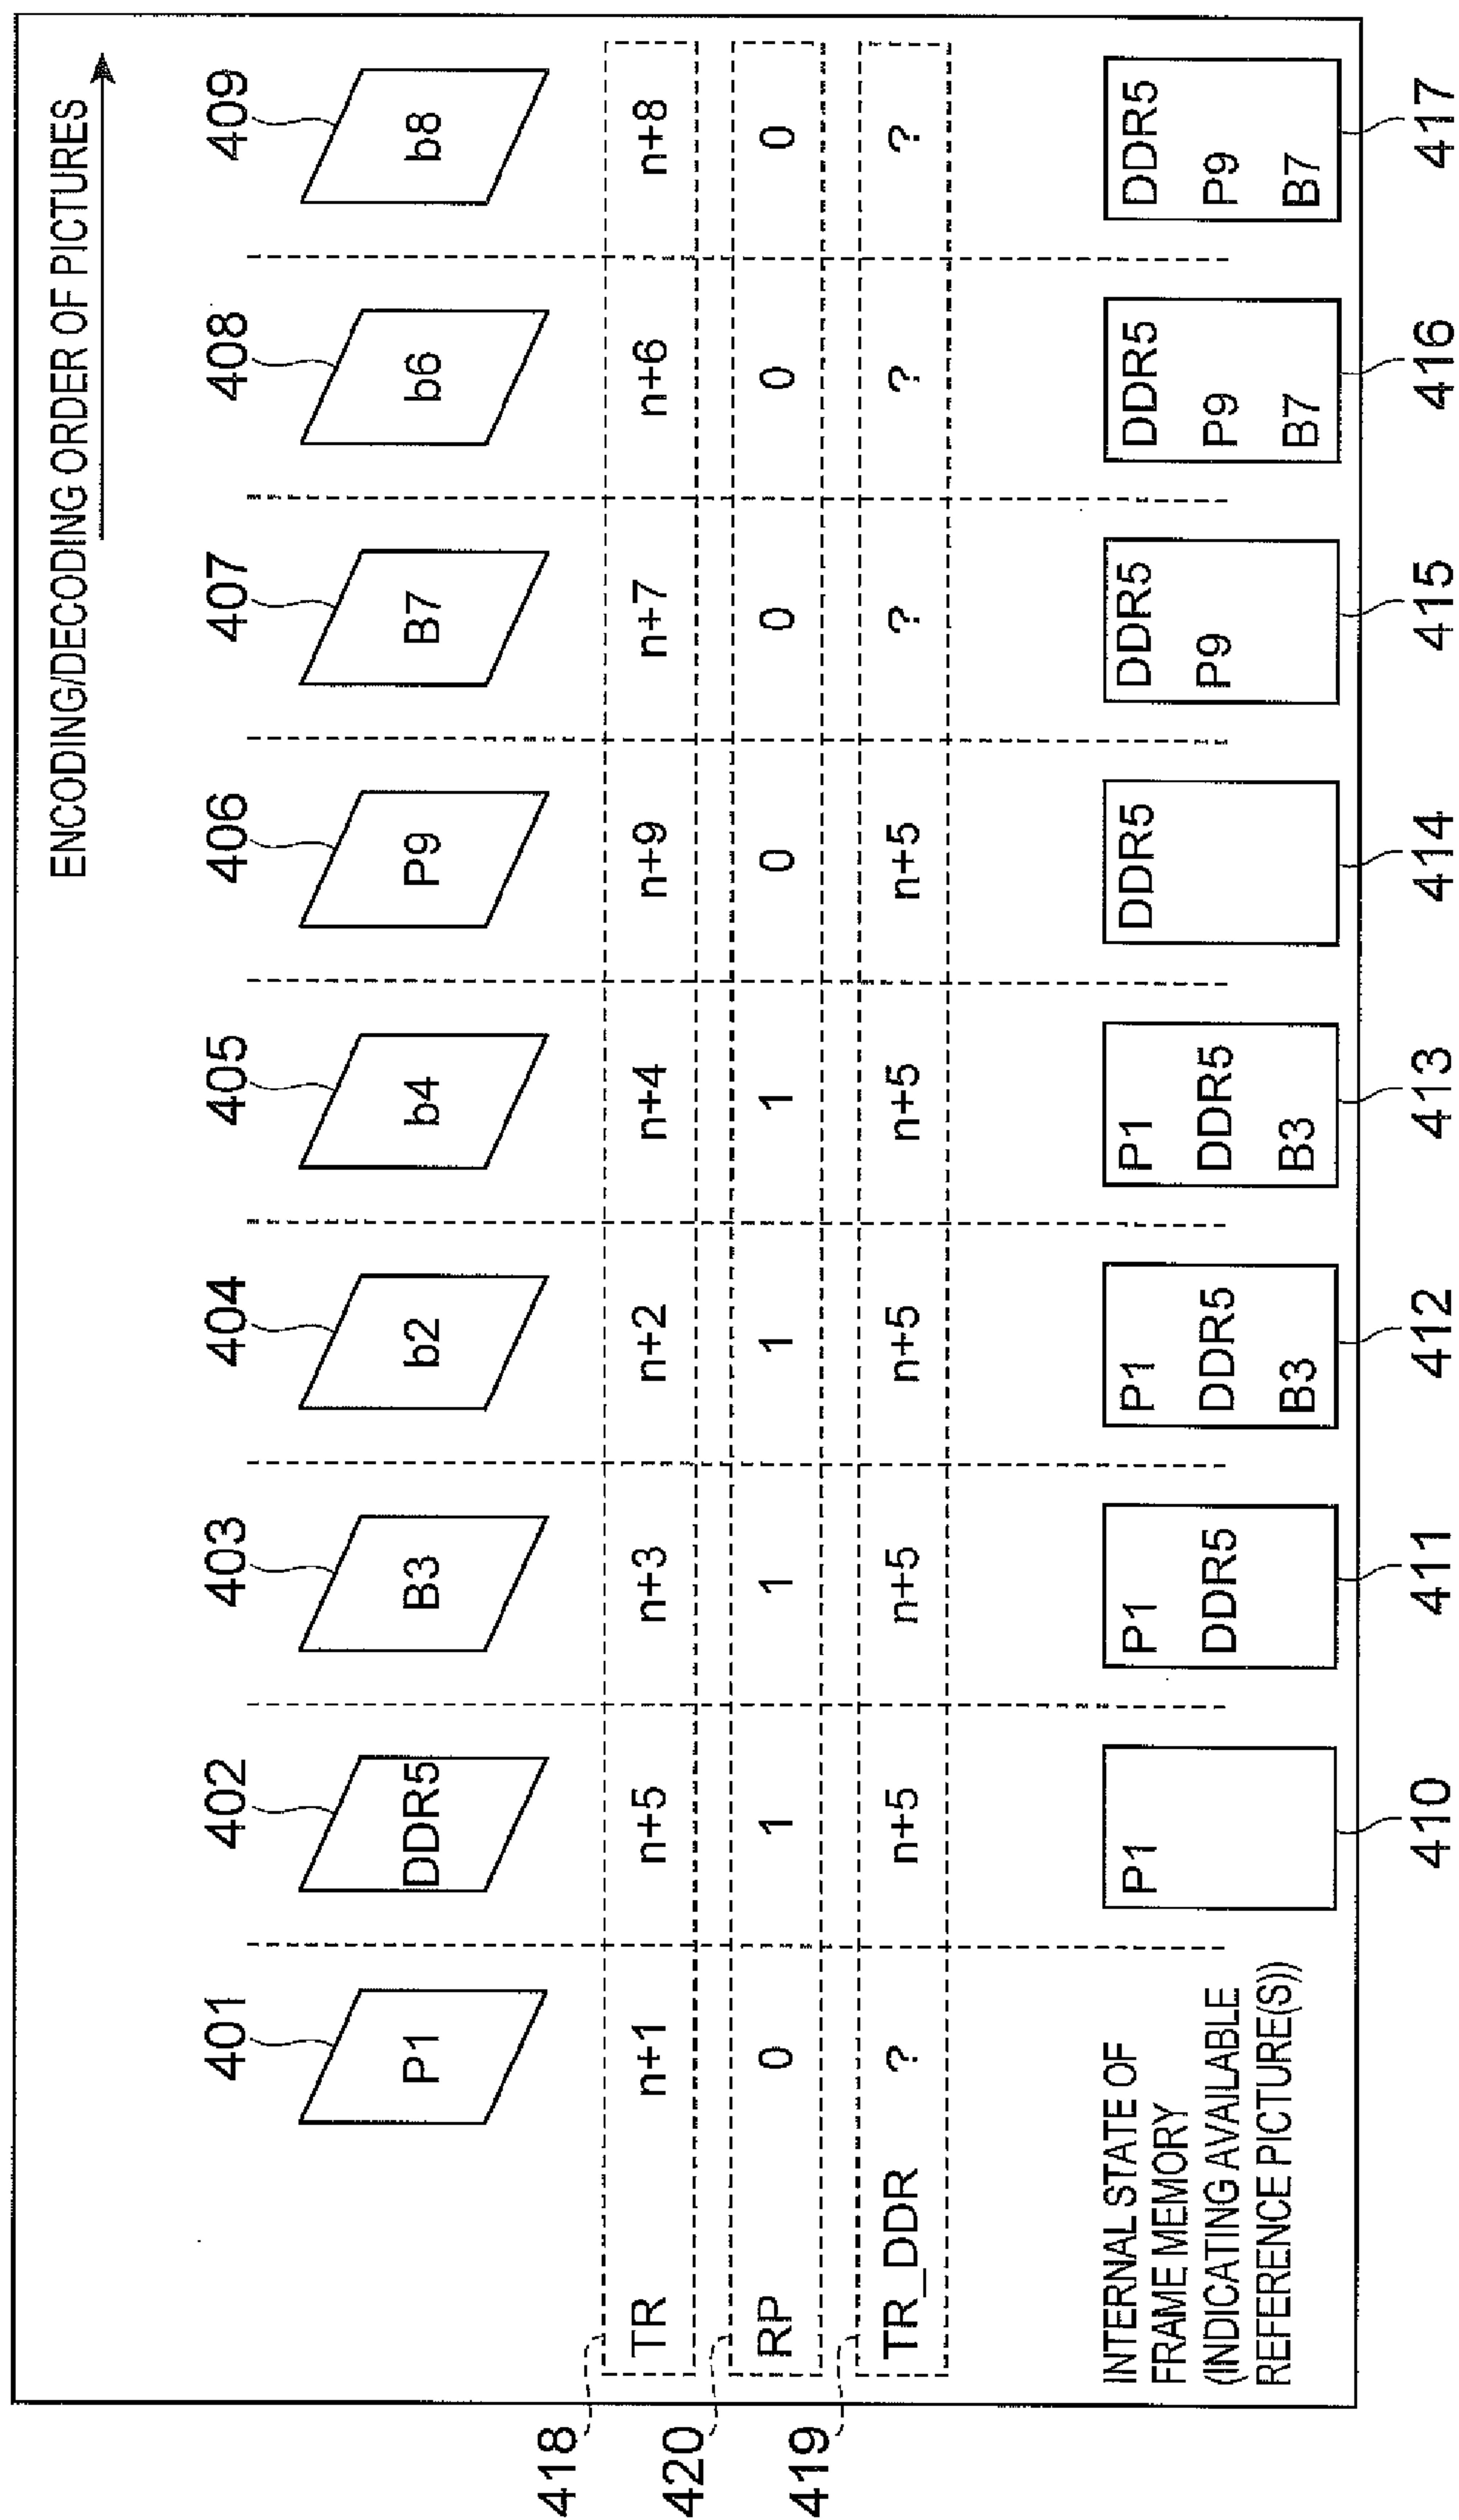 ENCODING/DECODING ORDER OF PICTURES
401 402 403 404 405 406 407 408 409
P1 DDR5 B3 b2 b4 P9 B7 b6 b8
418 TR n+1 n+5 n+3 n+2 n+4 n+9 n+7 n+6 n+8
420 RP 0 1 1 1 1 0 0 0 0
419 TR_DDR ? n+5 n+5 n+5 n+5 n+5 ? ? ?
INTERNAL STATE OF
FRAME MEMORY
(INDICATING AVAILABLE
REFERENCE PICTURE(S))
P1
P1
DDR5
P1
DDR5
B3
P1
DDR5
B3
DDR5
DDR5
P9
DDR5
P9
B7
DDR5
P9
B7
410 411 412 413 414 415 416 417